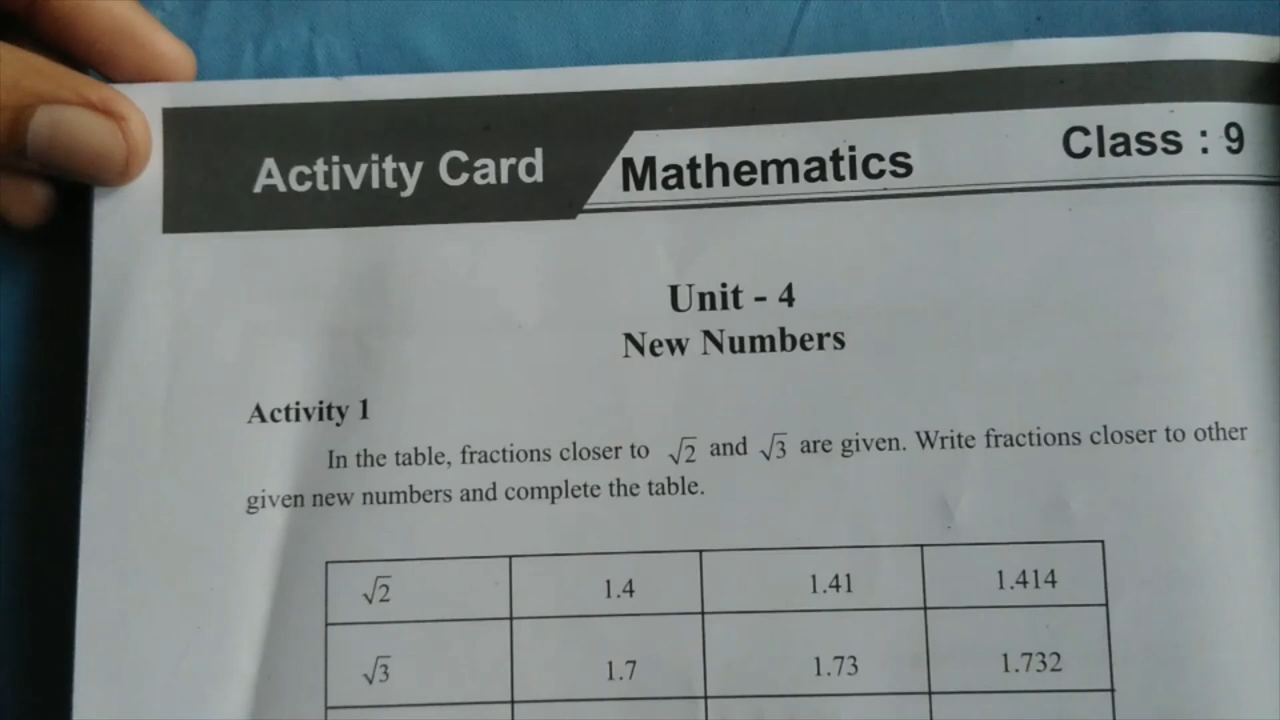 Activity Card Mathematics Class : 9
Unit - 4
New Numbers
Activity 1
In the table, fractions closer to √2 and √3 are given. Write fractions closer to other
given new numbers and complete the table.
√2 1.4 1.41 1.414
√3 1.7 1.73 1.732